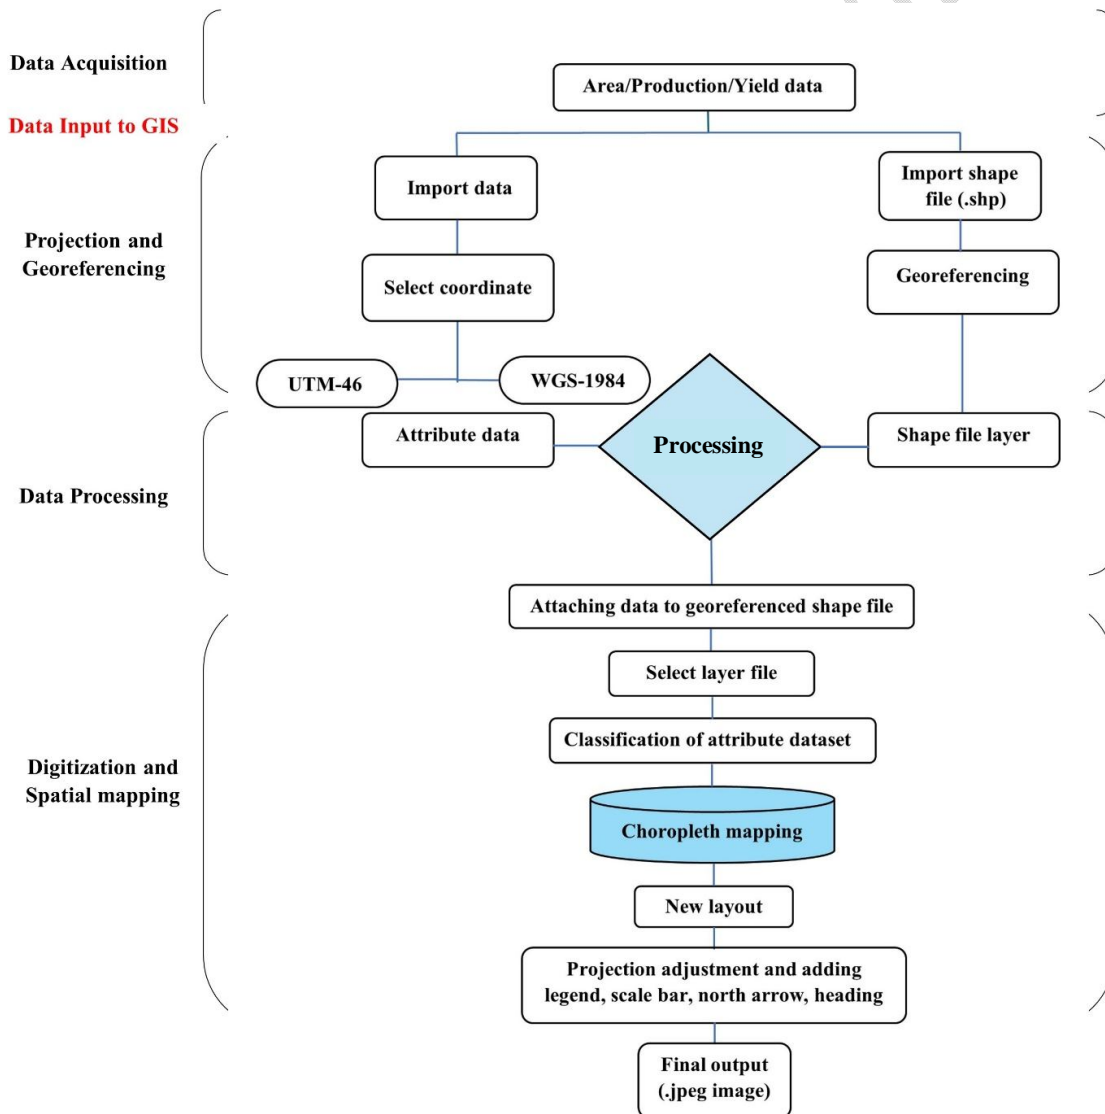 Data Acquisition
Area/Production/Yield data
Data Input to GIS
Import data
Import shape
file (.shp)
Projection and
Georeferencing
Select coordinate
Georeferencing
UTM-46
WGS-1984
Attribute data
Processing
Shape file layer
Data Processing
Attaching data to georeferenced shape file
Select layer file
Classification of attribute dataset
Digitization and
Spatial mapping
Choropleth mapping
New layout
Projection adjustment and adding
legend, scale bar, north arrow, heading
Final output
(.jpeg image)